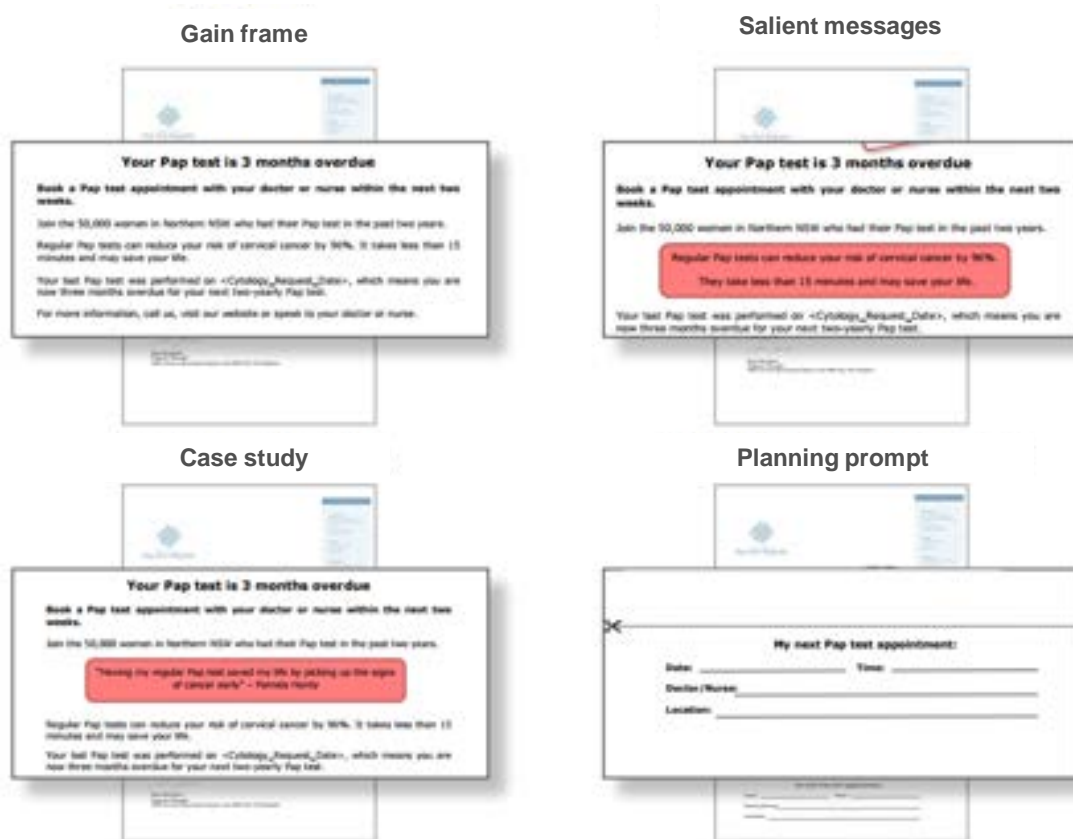 Gain frame
Your Pap test is 3 months overdue
Book a Pap test appointment with your doctor or nurse within the next two
weeks.
Join the 50,000 women in Northern NSW who had their Pap test in the past two years.
Regular Pap tests can reduce your risk of cervical cancer by 96%. It takes less than 15
minutes and may save your life.
Your last Pap test was performed on <Cytology_Request_Date>, which means you are
now three months overdue for your next two-yearly Pap test.
For more information, call us, visit our website or speak to your doctor or nurse.
Salient messages
Your Pap test is 3 months overdue
Book a Pap test appointment with your doctor or nurse within the next two
weeks.
Join the 50,000 women in Northern NSW who had their Pap test in the past two years.
Regular Pap tests can reduce your risk of cervical cancer by 96%.
They take less than 15 minutes and may save your life.
Your last Pap test was performed on <Cytology_Request_Date>, which means you are
now three months overdue for your next two-yearly Pap test.
Case study
Your Pap test is 3 months overdue
Book a Pap test appointment with your doctor or nurse within the next two
weeks.
Join the 50,000 women in Northern NSW who had their Pap test in the past two years.
"Having my regular Pap test saved my life by picking up the signs
of cancer early" – Pamela
Regular Pap tests can reduce your risk of cervical cancer by 96%. It takes less than 15
minutes and may save your life.
Your last Pap test was performed on <Cytology_Request_Date>, which means you are
now three months overdue for your next two-yearly Pap test.
Planning prompt
My next Pap test appointment:
Date: Time:
Doctor/Nurse:
Location: